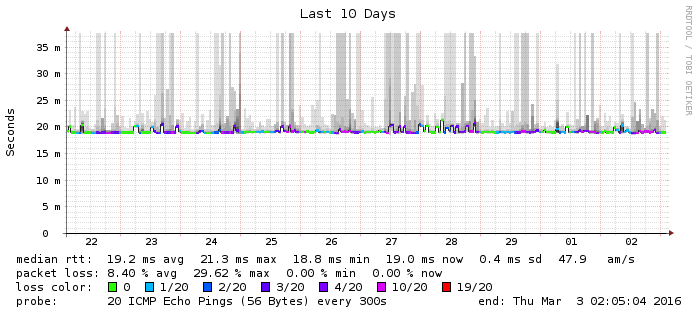 Last 10 Days
RRDTOOL / TOBI OETIKER
Seconds
35 m
30 m
25 m
20 m
15 m
10 m
5 m
0
22 23 24 25 26 27 28 29 01 02
median rtt: 19.2 ms avg 21.3 ms max 18.8 ms min 19.0 ms now 0.4 ms sd 47.9 am/s
packet loss: 8.40 % avg 29.62 % max 0.00 % min 0.00 % now
loss color: 0 1/20 2/20 3/20 4/20 10/20 19/20
probe: 20 ICMP Echo Pings (56 Bytes) every 300s end: Thu Mar 3 02:05:04 2016